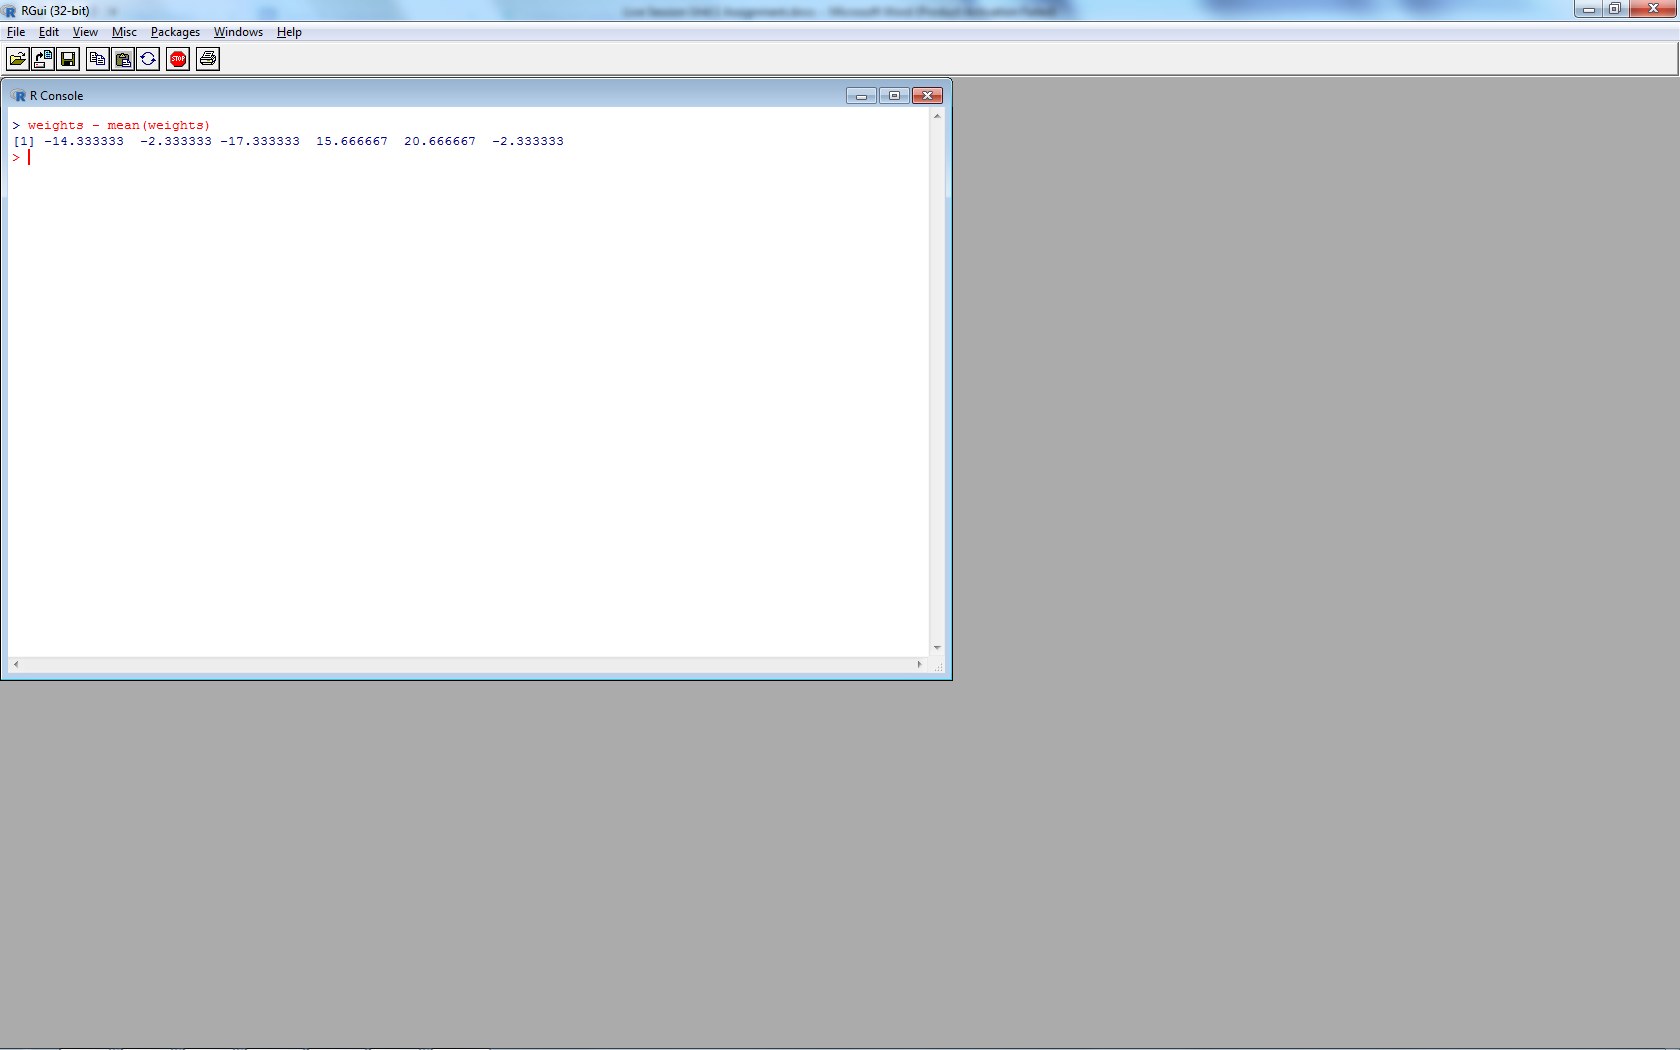 RGui (32-bit)
File Edit View Misc Packages Windows Help
STOP
R Console
> weights - mean(weights)
[1] -14.333333  -2.333333 -17.333333  15.666667  20.666667  -2.333333
>